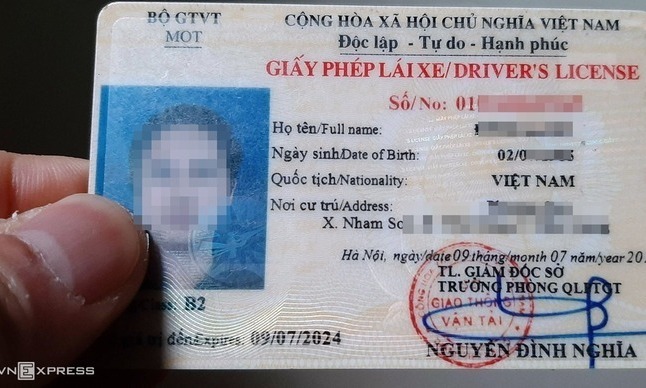 BỘ GTVT
MOT
CỘNG HÒA XÃ HỘI CHỦ NGHĨA VIỆT NAM
Độc lập - Tự do - Hạnh phúc
GIẤY PHÉP LÁI XE/ DRIVER'S LICENSE
Số/No: 01
Họ tên/Full name:
Ngày sinh/Date of Birth: 02/0
Quốc tịch/Nationality: VIỆT NAM
Nơi cư trú/Address:
X. Nham Sơ
Hà Nội, ngày/date 09 tháng/month 07 năm/year 20
TL. GIÁM ĐỐC SỞ
TRƯỞNG PHÒNG QLPTGT
GIAO THÔNG
VẬN TẢI
B2
đến/Expires: 09/07/2024
NGUYỄN ĐÌNH NGHĨA
VNEXPRESS